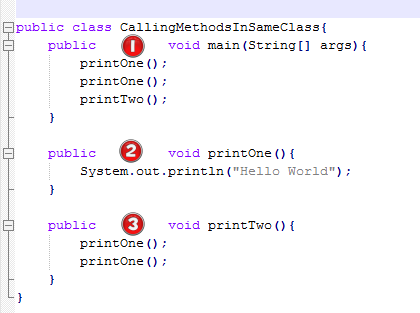 public class CallingMethodsInSameClass{
public 1 void main(String[] args){
printOne();
printOne();
printTwo();
}
public 2 void printOne(){
System.out.println("Hello World");
}
public 3 void printTwo(){
printOne();
printOne();
}
}